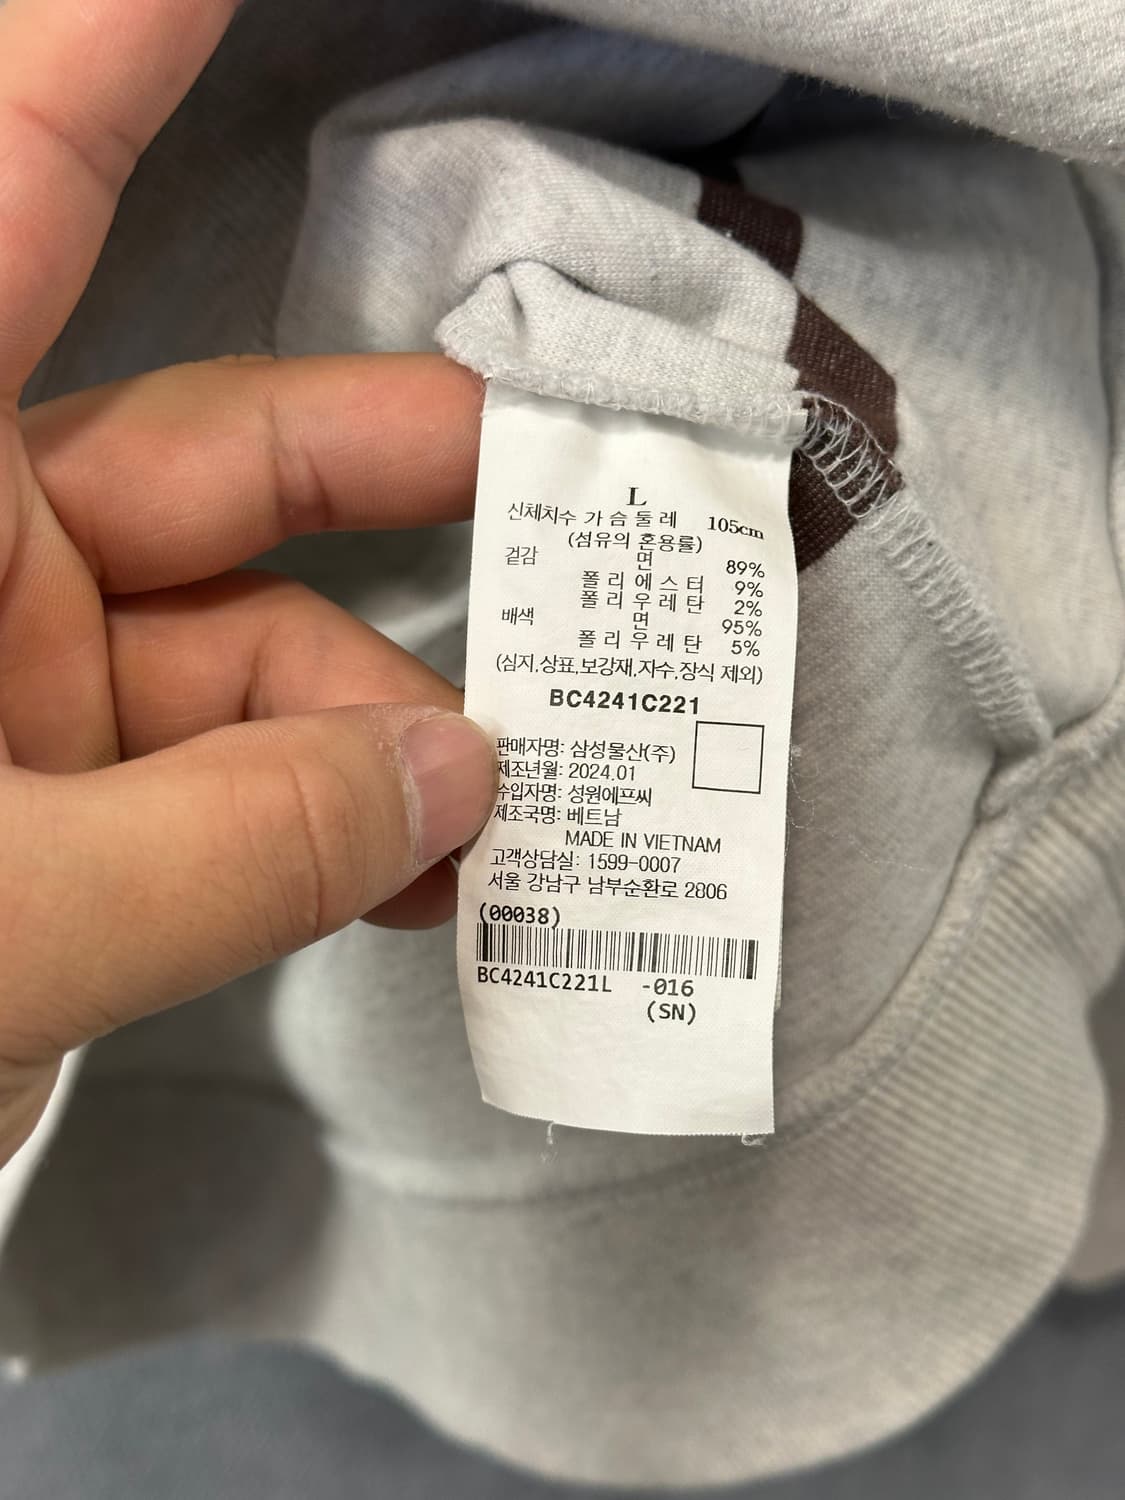 L
신체치수 가 슴 둘 레 105cm
(섬유의 혼용률)
겉감 면 89%
폴 리 에 스 터 9%
폴 리 우 레 탄 2%
배색 면 95%
폴 리 우 레 탄 5%
(심지,상표,보강재,자수,장식 제외)
BC4241C221
판매자명: 삼성물산(주)
제조년월: 2024.01
수입자명: 성원에프씨
제조국명: 베트남
MADE IN VIETNAM
고객상담실: 1599-0007
서울 강남구 남부순환로 2806
(00038)
BC4241C221L -016
(SN)